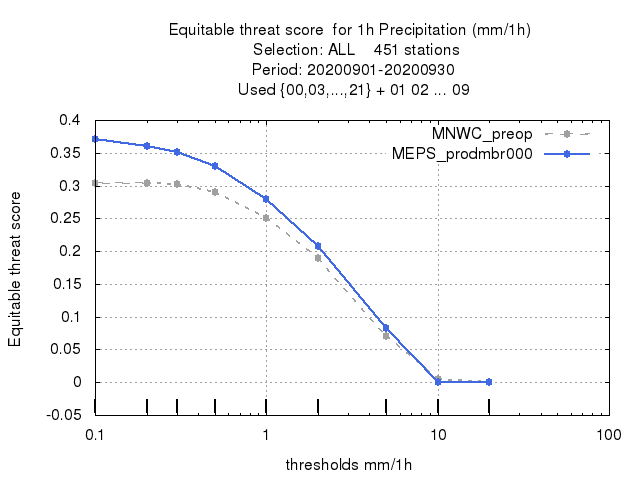 Equitable threat score  for 1h Precipitation (mm/1h)
Selection: ALL    451 stations
Period: 20200901-20200930
Used {00,03,...,21} + 01 02 ... 09
MNWC_preop
MEPS_prodmbr000
0.4
0.35
0.3
0.25
0.2
0.15
0.1
0.05
0
-0.05
Equitable threat score
0.1
1
10
100
thresholds mm/1h